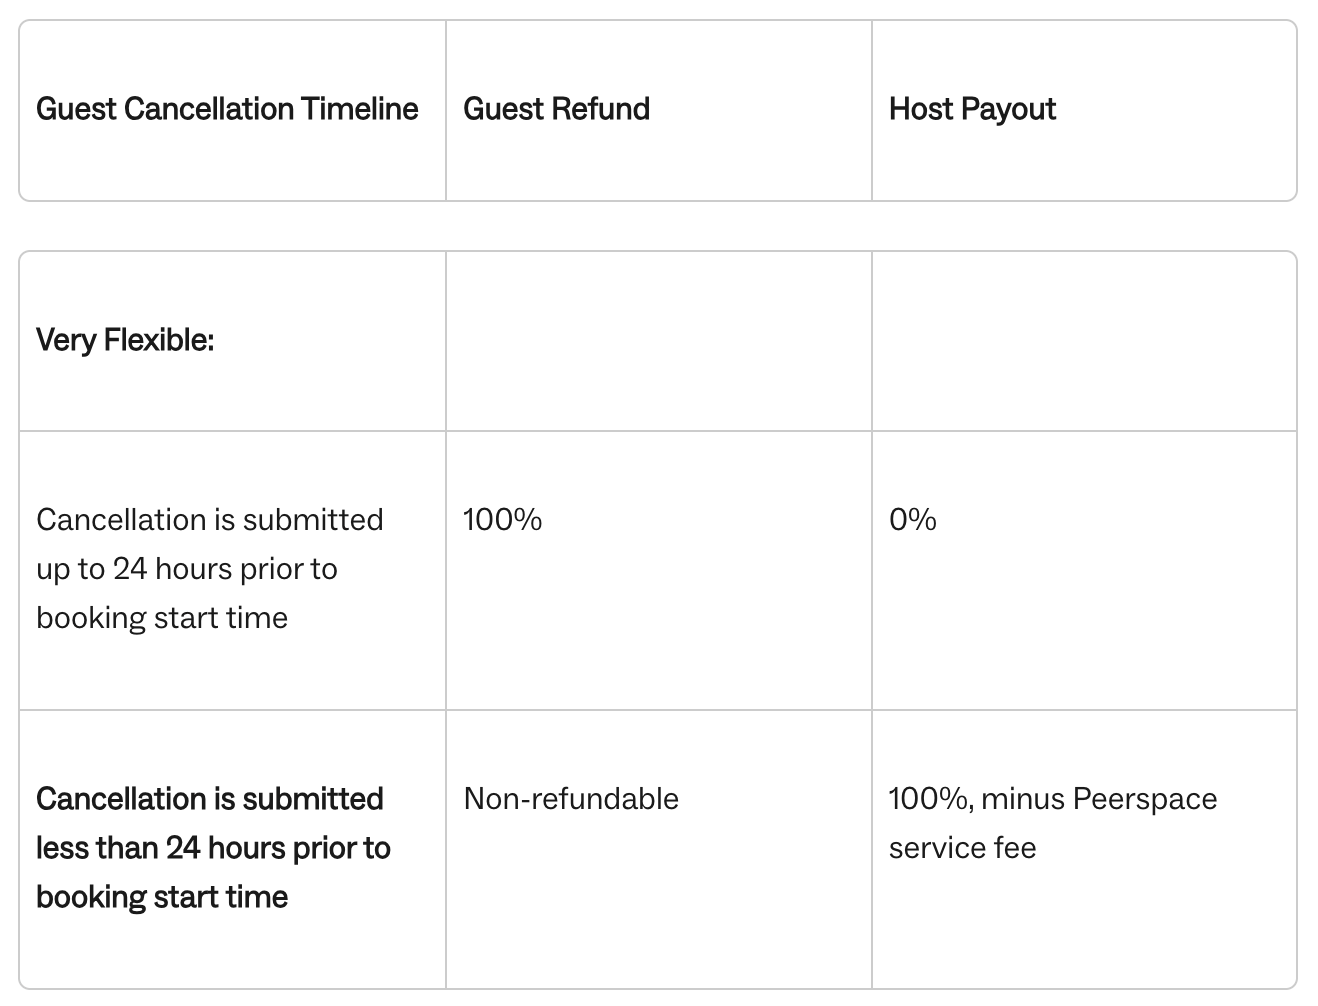 Guest Cancellation Timeline
Guest Refund
Host Payout
Very Flexible:
Cancellation is submitted
up to 24 hours prior to
booking start time
100%
0%
Cancellation is submitted
less than 24 hours prior to
booking start time
Non-refundable
100%, minus Peerspace
service fee